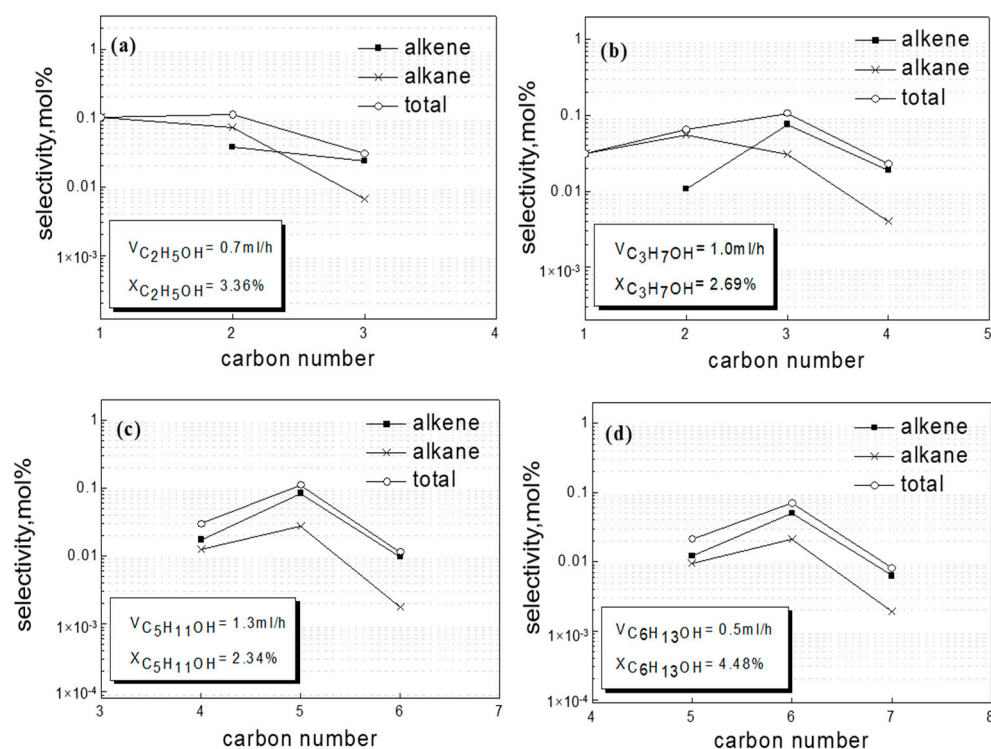 (a)
alkene
alkane
total
selectivity,mol%
1
0.1
0.01
1×10-3
VC2H5OH= 0.7ml/h
XC2H5OH= 3.36%
1 2 3 4
carbon number
(b)
alkene
alkane
total
selectivity,mol%
1
0.1
0.01
1×10-3
VC3H7OH= 1.0ml/h
XC3H7OH= 2.69%
1 2 3 4 5
carbon number
(c)
alkene
alkane
total
selectivity,mol%
1
0.1
0.01
1×10-3
1×10-4
VC5H11OH= 1.3ml/h
XC5H11OH= 2.34%
3 4 5 6 7
carbon number
(d)
alkene
alkane
total
selectivity,mol%
1
0.1
0.01
1×10-3
1×10-4
VC6H13OH= 0.5ml/h
XC6H13OH= 4.48%
4 5 6 7 8
carbon number